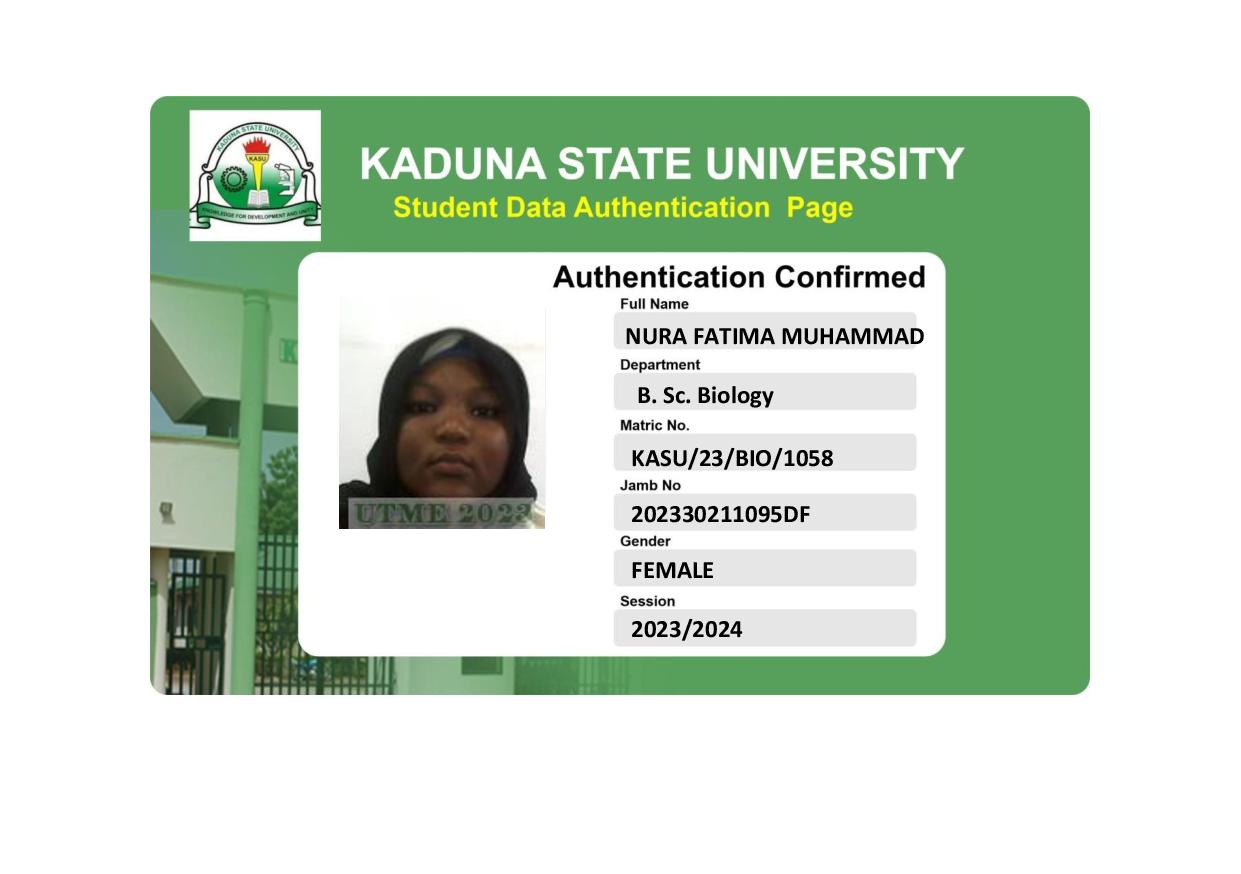 KADUNA STATE UNIVERSITY
KASU
KNOWLEDGE FOR DEVELOPMENT AND UNITY
KADUNA STATE UNIVERSITY
Student Data Authentication Page
Authentication Confirmed
Full Name
NURA FATIMA MUHAMMAD
Department
B. Sc. Biology
Matric No.
KASU/23/BIO/1058
Jamb No
202330211095DF
Gender
FEMALE
Session
2023/2024
UTME 2023